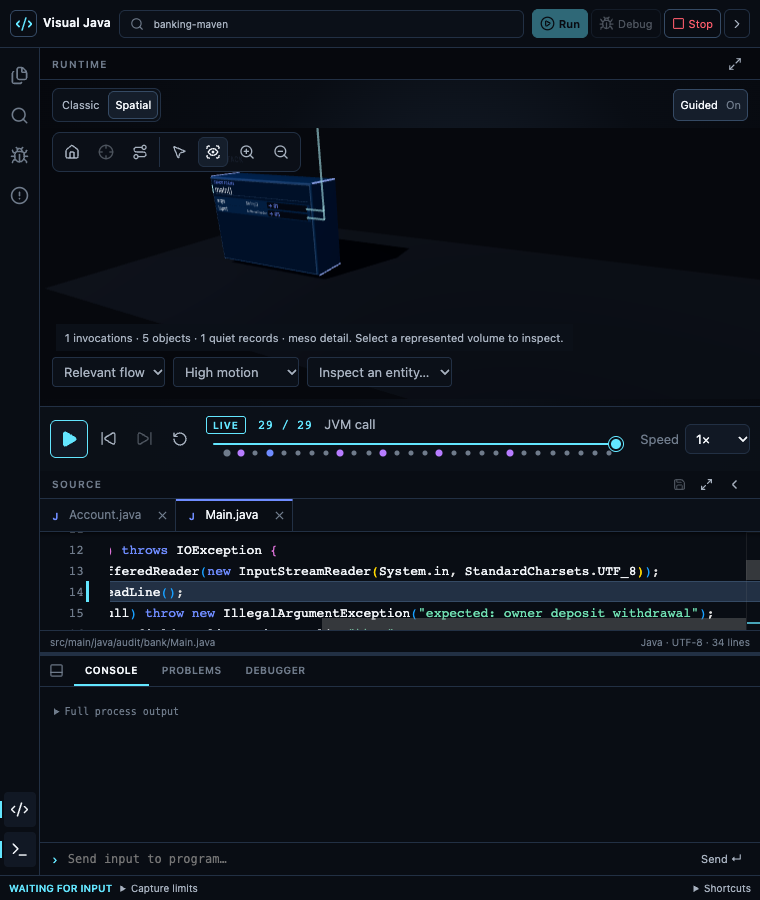 Visual Java
banking-maven
Run
Debug
Stop
RUNTIME
Classic
Spatial
Guided On
main()
1 invocations · 5 objects · 1 quiet records · meso detail. Select a represented volume to inspect.
Relevant flow
High motion
Inspect an entity…
LIVE 29 / 29 JVM call
Speed 1×
SOURCE
J Account.java
J Main.java
12 ) throws IOException {
13 fferedReader(new InputStreamReader(System.in, StandardCharsets.UTF_8));
14 eadLine();
15 ull) throw new IllegalArgumentException("expected: owner deposit withdrawal");
src/main/java/audit/bank/Main.java
Java · UTF-8 · 34 lines
CONSOLE
PROBLEMS
DEBUGGER
Full process output
› Send input to program…
Send
WAITING FOR INPUT
Capture limits
Shortcuts